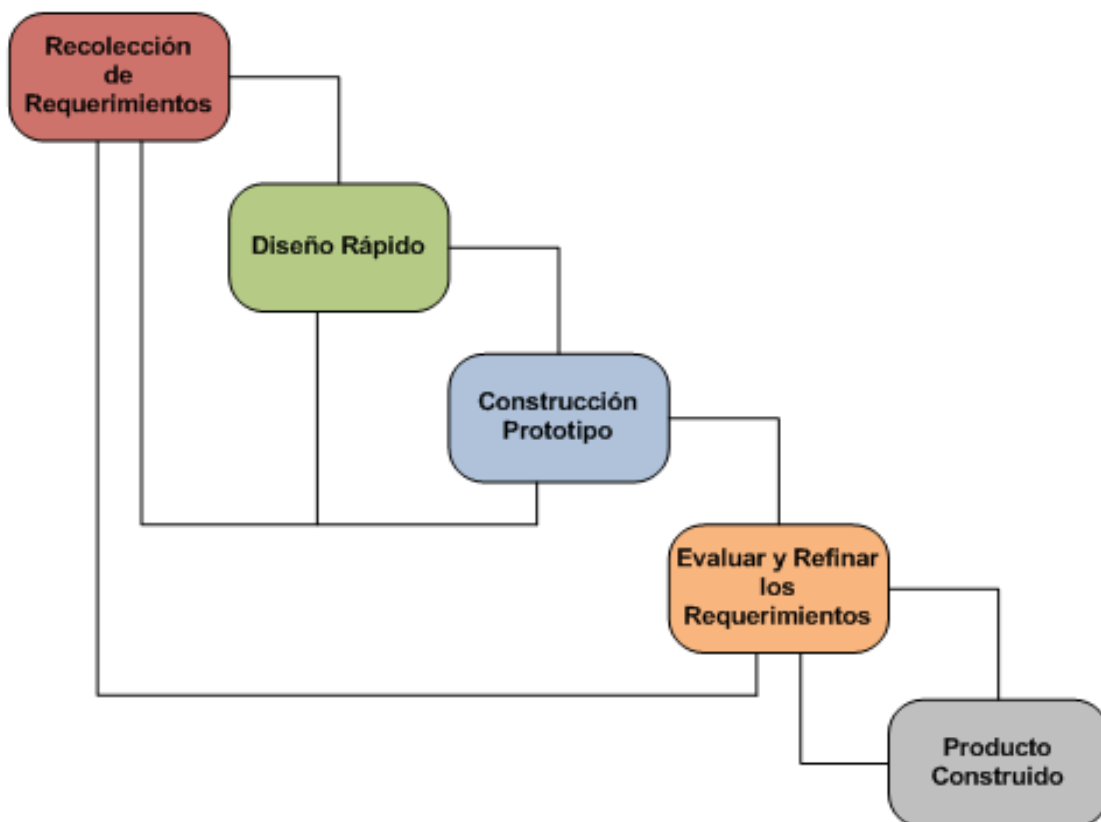 Recolección
de
Requerimientos
Diseño Rápido
Construcción
Prototipo
Evaluar y Refinar
los
Requerimientos
Producto
Construido